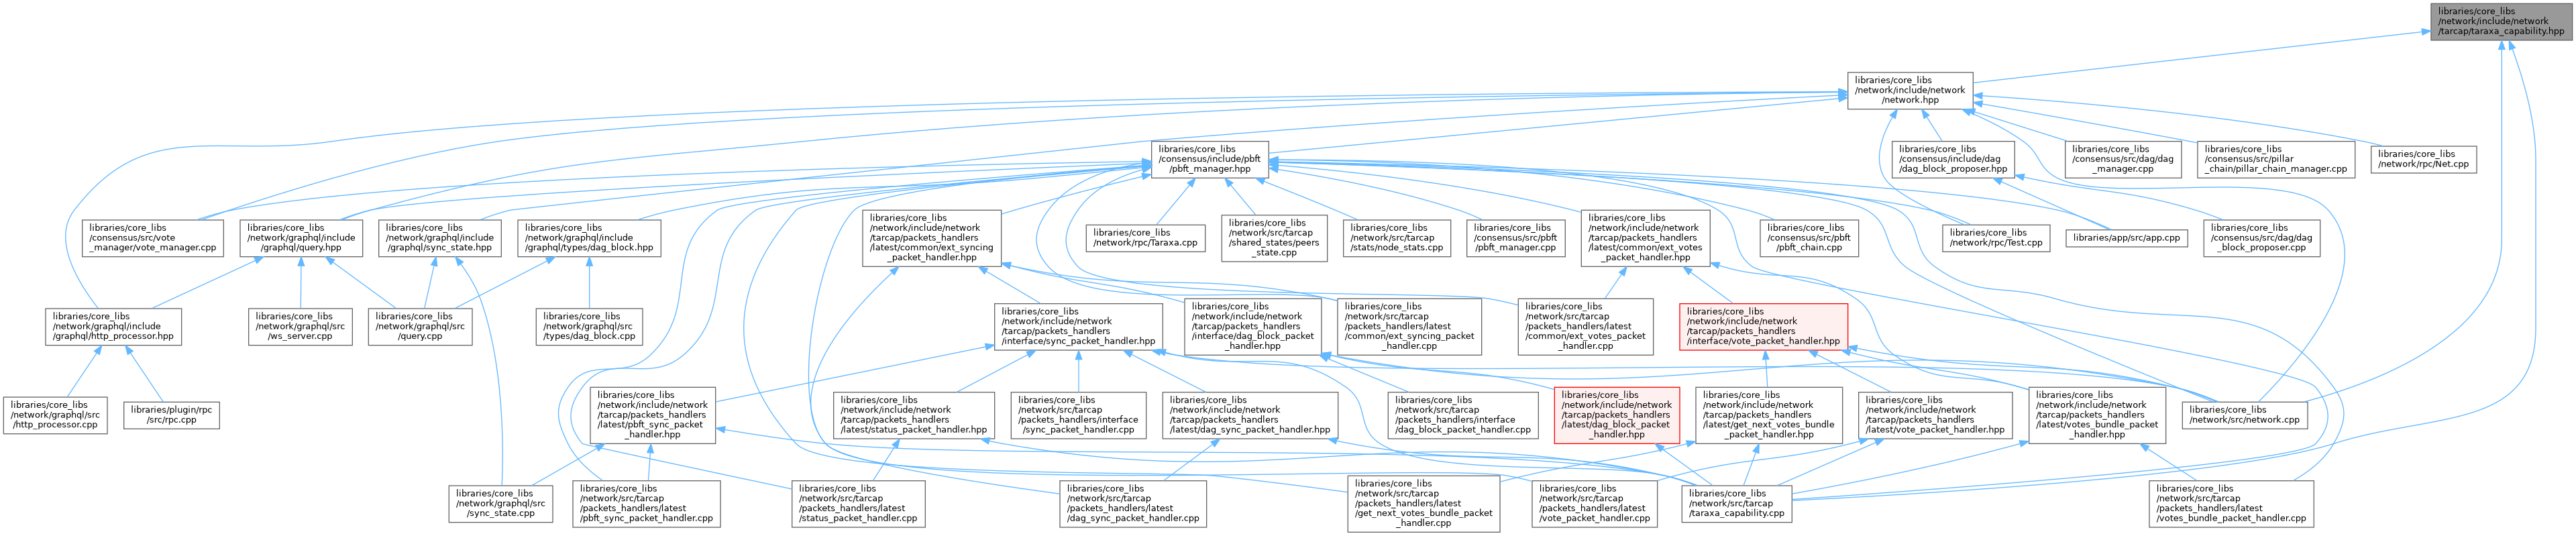 libraries/core_libs
/network/include/network
/tarcap/taraxa_capability.hpp
libraries/core_libs
/network/include/network
/network.hpp
libraries/core_libs
/consensus/include/pbft
/pbft_manager.hpp
libraries/core_libs
/consensus/include/dag
/dag_block_proposer.hpp
libraries/core_libs
/consensus/src/dag/dag
_manager.cpp
libraries/core_libs
/consensus/src/pillar
_chain/pillar_chain_manager.cpp
libraries/core_libs
/network/rpc/Net.cpp
libraries/core_libs
/consensus/src/vote
_manager/vote_manager.cpp
libraries/core_libs
/network/graphql/include
/graphql/query.hpp
libraries/core_libs
/network/graphql/include
/graphql/sync_state.hpp
libraries/core_libs
/network/graphql/include
/graphql/types/dag_block.hpp
libraries/core_libs
/network/include/network
/tarcap/packets_handlers
/latest/common/ext_syncing
_packet_handler.hpp
libraries/core_libs
/network/rpc/Taraxa.cpp
libraries/core_libs
/network/src/tarcap
/shared_states/peers
_state.cpp
libraries/core_libs
/network/src/tarcap
/stats/node_stats.cpp
libraries/core_libs
/consensus/src/pbft
/pbft_manager.cpp
libraries/core_libs
/network/include/network
/tarcap/packets_handlers
/latest/common/ext_votes
_packet_handler.hpp
libraries/core_libs
/consensus/src/pbft
/pbft_chain.cpp
libraries/core_libs
/network/rpc/Test.cpp
libraries/app/src/app.cpp
libraries/core_libs
/consensus/src/dag/dag
_block_proposer.cpp
libraries/core_libs
/network/graphql/include
/graphql/http_processor.hpp
libraries/core_libs
/network/graphql/src
/ws_server.cpp
libraries/core_libs
/network/graphql/src
/query.cpp
libraries/core_libs
/network/graphql/src
/types/dag_block.cpp
libraries/core_libs
/network/include/network
/tarcap/packets_handlers
/interface/sync_packet_handler.hpp
libraries/core_libs
/network/include/network
/tarcap/packets_handlers
/interface/dag_block_packet
_handler.hpp
libraries/core_libs
/network/src/tarcap
/packets_handlers/latest
/common/ext_syncing_packet
_handler.cpp
libraries/core_libs
/network/src/tarcap
/packets_handlers/latest
/common/ext_votes_packet
_handler.cpp
libraries/core_libs
/network/include/network
/tarcap/packets_handlers
/interface/vote_packet_handler.hpp
libraries/core_libs
/network/graphql/src
/http_processor.cpp
libraries/plugin/rpc
/src/rpc.cpp
libraries/core_libs
/network/include/network
/tarcap/packets_handlers
/latest/pbft_sync_packet
_handler.hpp
libraries/core_libs
/network/include/network
/tarcap/packets_handlers
/latest/status_packet_handler.hpp
libraries/core_libs
/network/src/tarcap
/packets_handlers/interface
/sync_packet_handler.cpp
libraries/core_libs
/network/include/network
/tarcap/packets_handlers
/latest/dag_sync_packet_handler.hpp
libraries/core_libs
/network/src/tarcap
/packets_handlers/interface
/dag_block_packet_handler.cpp
libraries/core_libs
/network/include/network
/tarcap/packets_handlers
/latest/dag_block_packet
_handler.hpp
libraries/core_libs
/network/include/network
/tarcap/packets_handlers
/latest/get_next_votes_bundle
_packet_handler.hpp
libraries/core_libs
/network/include/network
/tarcap/packets_handlers
/latest/vote_packet_handler.hpp
libraries/core_libs
/network/include/network
/tarcap/packets_handlers
/latest/votes_bundle_packet
_handler.hpp
libraries/core_libs
/network/src/network.cpp
libraries/core_libs
/network/graphql/src
/sync_state.cpp
libraries/core_libs
/network/src/tarcap
/packets_handlers/latest
/pbft_sync_packet_handler.cpp
libraries/core_libs
/network/src/tarcap
/packets_handlers/latest
/status_packet_handler.cpp
libraries/core_libs
/network/src/tarcap
/packets_handlers/latest
/dag_sync_packet_handler.cpp
libraries/core_libs
/network/src/tarcap
/packets_handlers/latest
/get_next_votes_bundle_packet
_handler.cpp
libraries/core_libs
/network/src/tarcap
/packets_handlers/latest
/vote_packet_handler.cpp
libraries/core_libs
/network/src/tarcap
/taraxa_capability.cpp
libraries/core_libs
/network/src/tarcap
/packets_handlers/latest
/votes_bundle_packet_handler.cpp